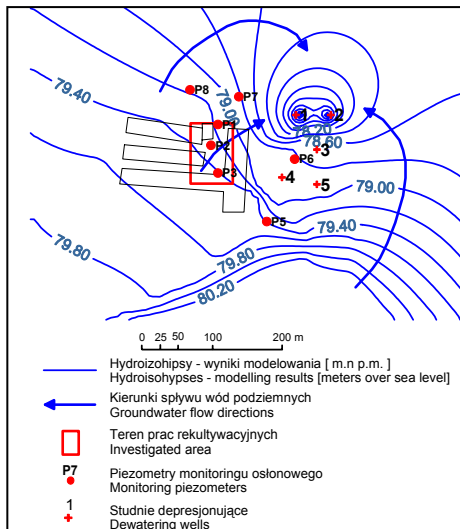 79.40
P8
79.00
P7
P1
1
2
78.20
78.60
P2
3
P6
P3
4
5
79.00
P5
79.40
79.80
79.80
80.20
0 25 50 100 200 m
Hydroizohipsy - wyniki modelowania [ m.n p.m. ]
Hydroisohypses - modelling results [meters over sea level]
Kierunki spływu wód podziemnych
Groundwater flow directions
Teren prac rekultywacyjnych
Investigated area
P7
Piezometry monitoringu osłonowego
Monitoring piezometers
1
Studnie depresjonujące
Dewatering wells